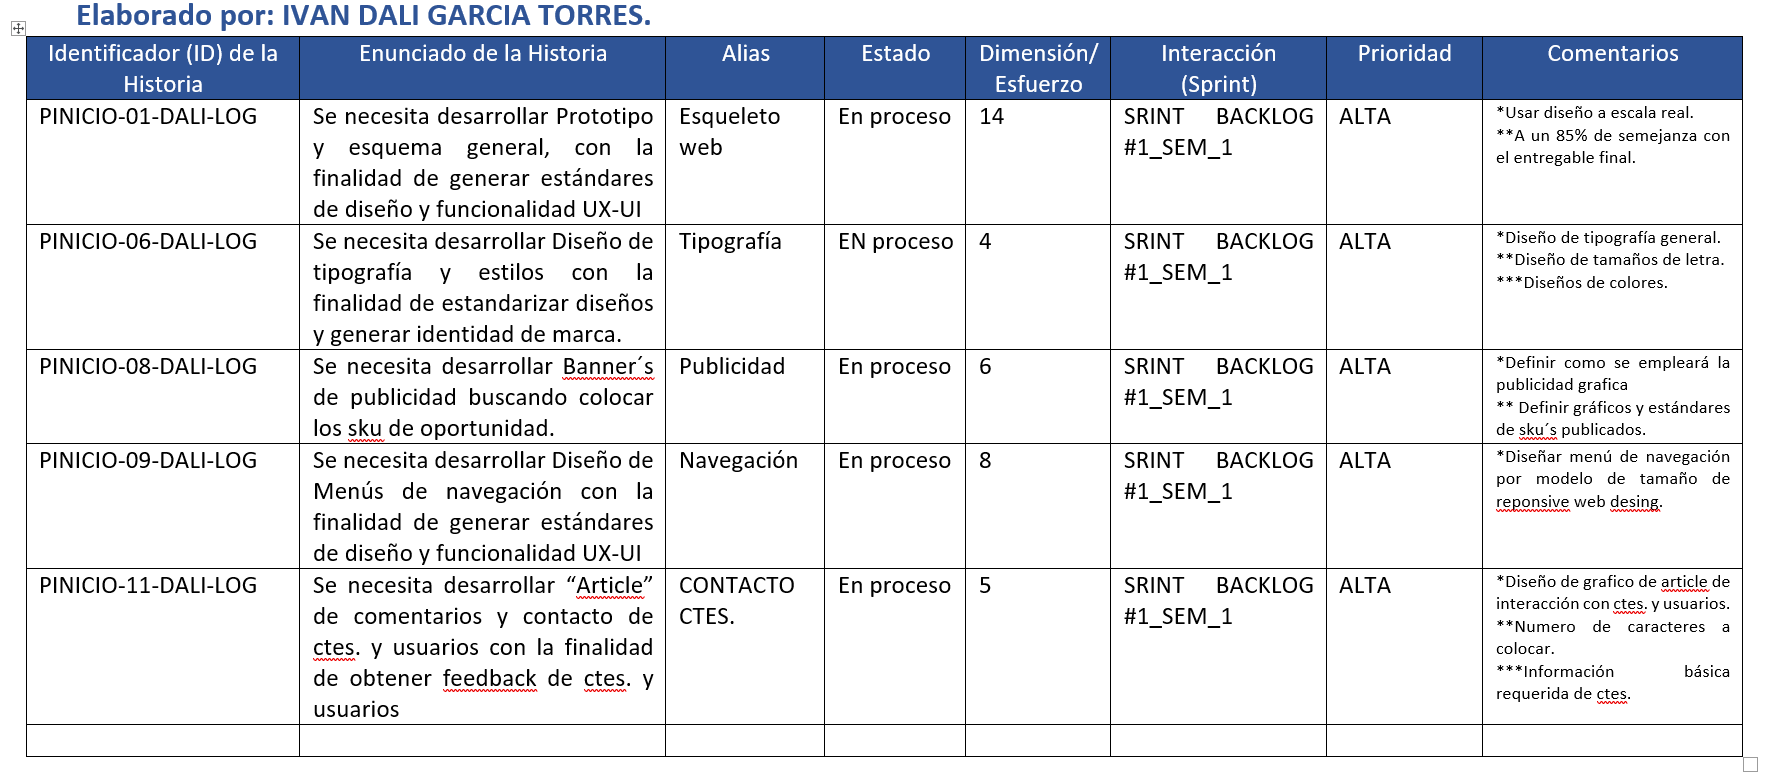 Elaborado por: IVAN DALI GARCIA TORRES.
Identificador (ID) de la
Historia
Enunciado de la Historia
Alias
Estado
Dimensión/
Esfuerzo
Interacción
(Sprint)
Prioridad
Comentarios
PINICIO-01-DALI-LOG
Se necesita desarrollar Prototipo
y esquema general, con la
finalidad de generar estándares
de diseño y funcionalidad UX-UI
Esqueleto
web
En proceso
14
SRINT BACKLOG
#1_SEM_1
ALTA
*Usar diseño a escala real.
**A un 85% de semejanza con
el entregable final.
PINICIO-06-DALI-LOG
Se necesita desarrollar Diseño de
tipografía y estilos con la
finalidad de estandarizar diseños
y generar identidad de marca.
Tipografía
EN proceso
4
SRINT BACKLOG
#1_SEM_1
ALTA
*Diseño de tipografía general.
**Diseño de tamaños de letra.
***Diseños de colores.
PINICIO-08-DALI-LOG
Se necesita desarrollar Banner´s
de publicidad buscando colocar
los sku de oportunidad.
Publicidad
En proceso
6
SRINT BACKLOG
#1_SEM_1
ALTA
*Definir como se empleará la
publicidad grafica
** Definir gráficos y estándares
de sku´s publicados.
PINICIO-09-DALI-LOG
Se necesita desarrollar Diseño de
Menús de navegación con la
finalidad de generar estándares
de diseño y funcionalidad UX-UI
Navegación
En proceso
8
SRINT BACKLOG
#1_SEM_1
ALTA
*Diseñar menú de navegación
por modelo de tamaño de
reponsive web desing.
PINICIO-11-DALI-LOG
Se necesita desarrollar “Article”
de comentarios y contacto de
ctes. y usuarios con la finalidad
de obtener feedback de ctes. y
usuarios
CONTACTO
CTES.
En proceso
5
SRINT BACKLOG
#1_SEM_1
ALTA
*Diseño de grafico de article de
interacción con ctes. y usuarios.
**Numero de caracteres a
colocar.
***Información básica
requerida de ctes.